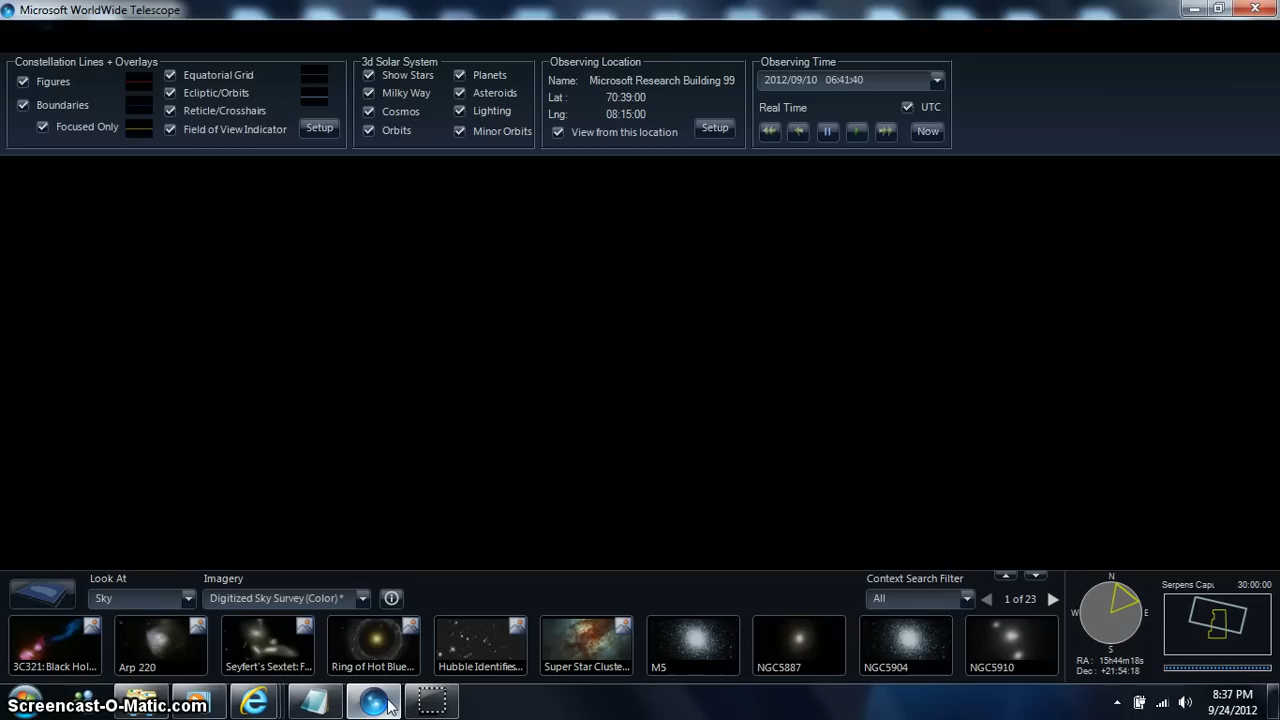 Microsoft WorldWide Telescope
Constellation Lines + Overlays
Figures
Boundaries
Focused Only
Equatorial Grid
Ecliptic/Orbits
Reticle/Crosshairs
Field of View Indicator
Setup
3d Solar System
Show Stars
Planets
Milky Way
Asteroids
Cosmos
Lighting
Orbits
Minor Orbits
Observing Location
Name: Microsoft Research Building 99
Lat : 70:39:00
Lng: 08:15:00
View from this location
Setup
Observing Time
2012/09/10 06:41:40
Real Time
UTC
Now
Look At
Sky
Imagery
Digitized Sky Survey (Color) *
Context Search Filter
All
1 of 23
3C321: Black Hol...
Arp 220
Seyfert's Sextet: F...
Ring of Hot Blue...
Hubble Identifies...
Super Star Cluste...
M5
NGC5887
NGC5904
NGC5910
N
W
E
S
RA : 15h44m18s
Dec : +21:54:18
Serpens Capu
30:00:00
Screencast-O-Matic.com
8:37 PM
9/24/2012